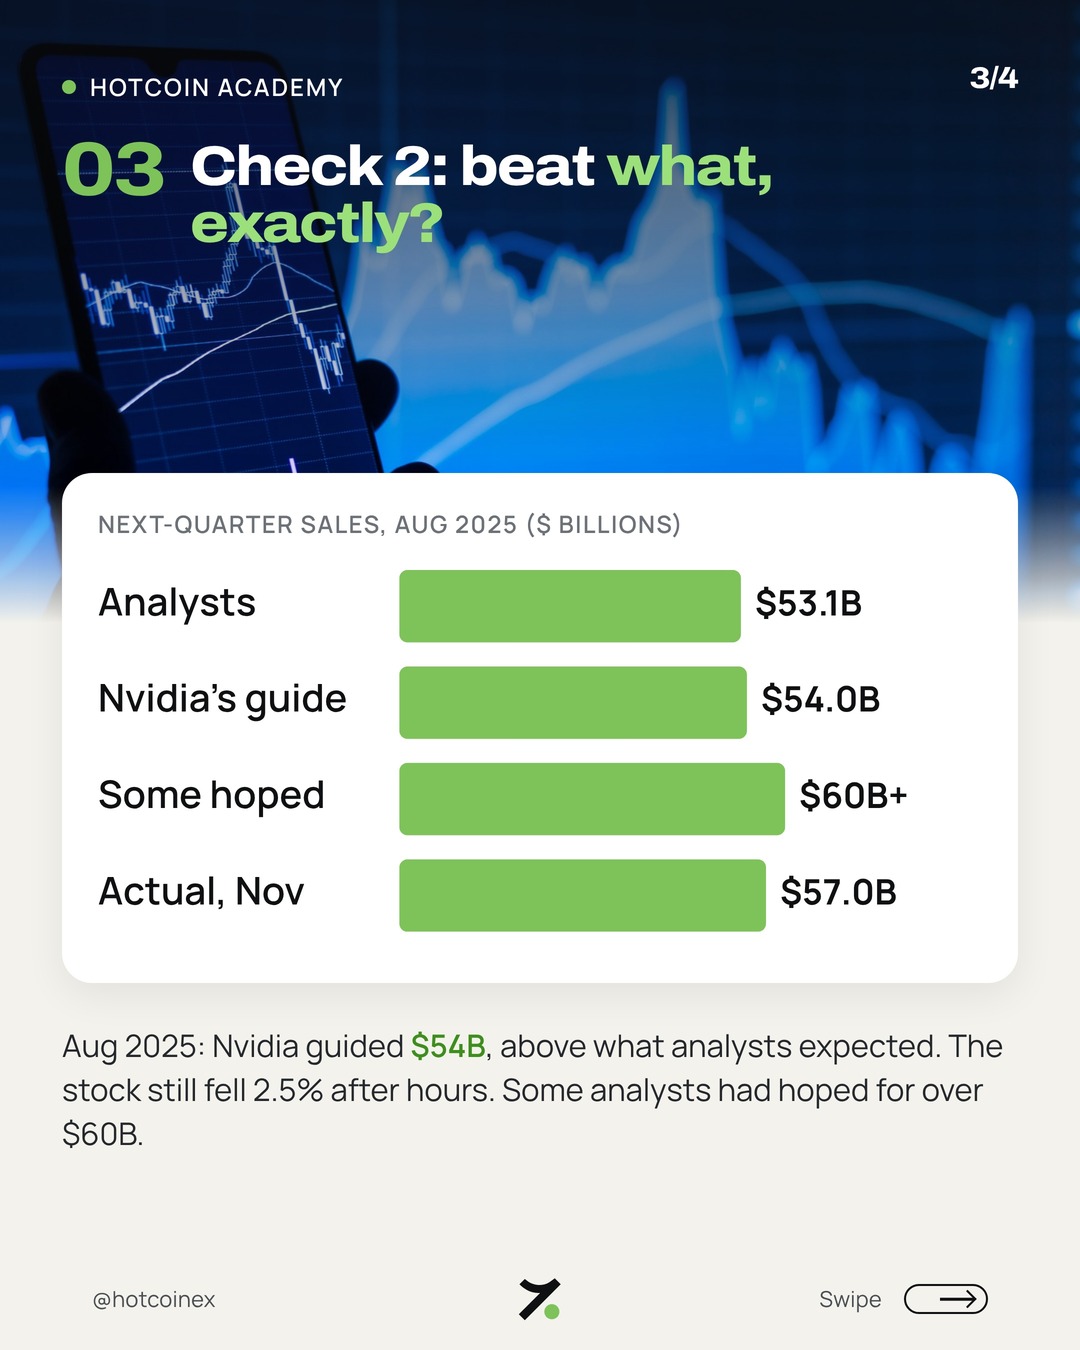 HOTCOIN ACADEMY
3/4
03
Check 2: beat what,
exactly?
NEXT-QUARTER SALES, AUG 2025 ($ BILLIONS)
Analysts
$53.1B
Nvidia’s guide
$54.0B
Some hoped
$60B+
Actual, Nov
$57.0B
Aug 2025: Nvidia guided $54B, above what analysts expected. The
stock still fell 2.5% after hours. Some analysts had hoped for over
$60B.
@hotcoinex
Swipe